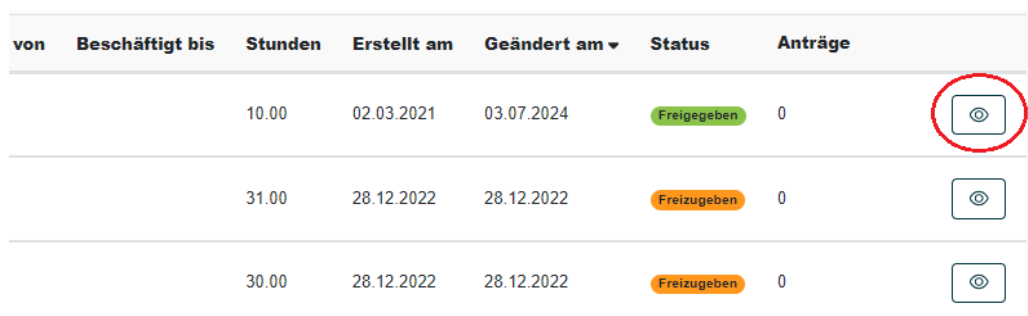 von Beschäftigt bis Stunden Erstellt am Geändert am Status Anträge
10.00 02.03.2021 03.07.2024 Freigegeben 0
31.00 28.12.2022 28.12.2022 Freizugeben 0
30.00 28.12.2022 28.12.2022 Freizugeben 0